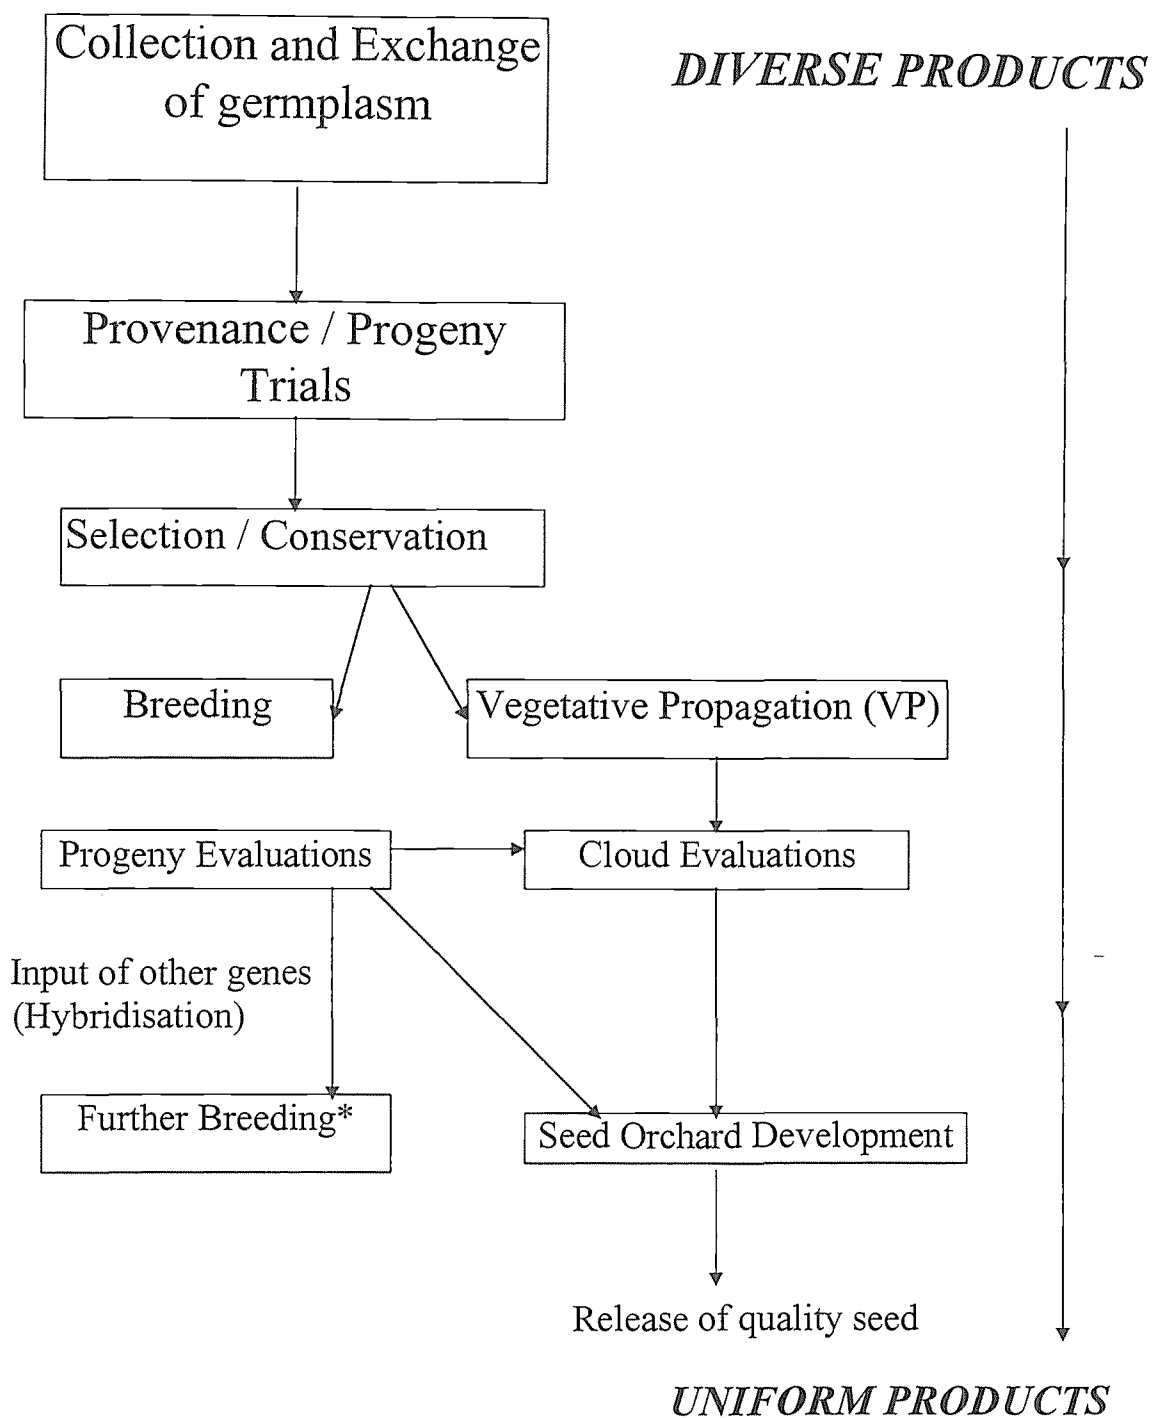 Collection and Exchange
of germplasm
DIVERSE PRODUCTS
Provenance / Progeny
Trials
Selection / Conservation
Breeding
Vegetative Propagation (VP)
Progeny Evaluations
Cloud Evaluations
Input of other genes
(Hybridisation)
Further Breeding*
Seed Orchard Development
Release of quality seed
UNIFORM PRODUCTS